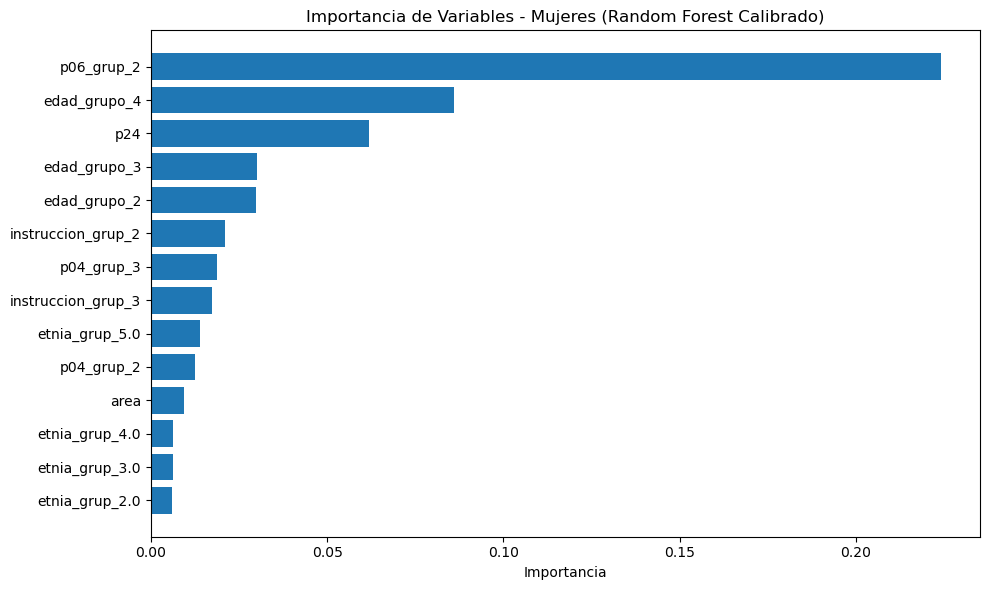 Importancia de Variables - Mujeres (Random Forest Calibrado)
p06_grup_2
edad_grupo_4
p24
edad_grupo_3
edad_grupo_2
instruccion_grup_2
p04_grup_3
instruccion_grup_3
etnia_grup_5.0
p04_grup_2
area
etnia_grup_4.0
etnia_grup_3.0
etnia_grup_2.0
0.00 0.05 0.10 0.15 0.20
Importancia